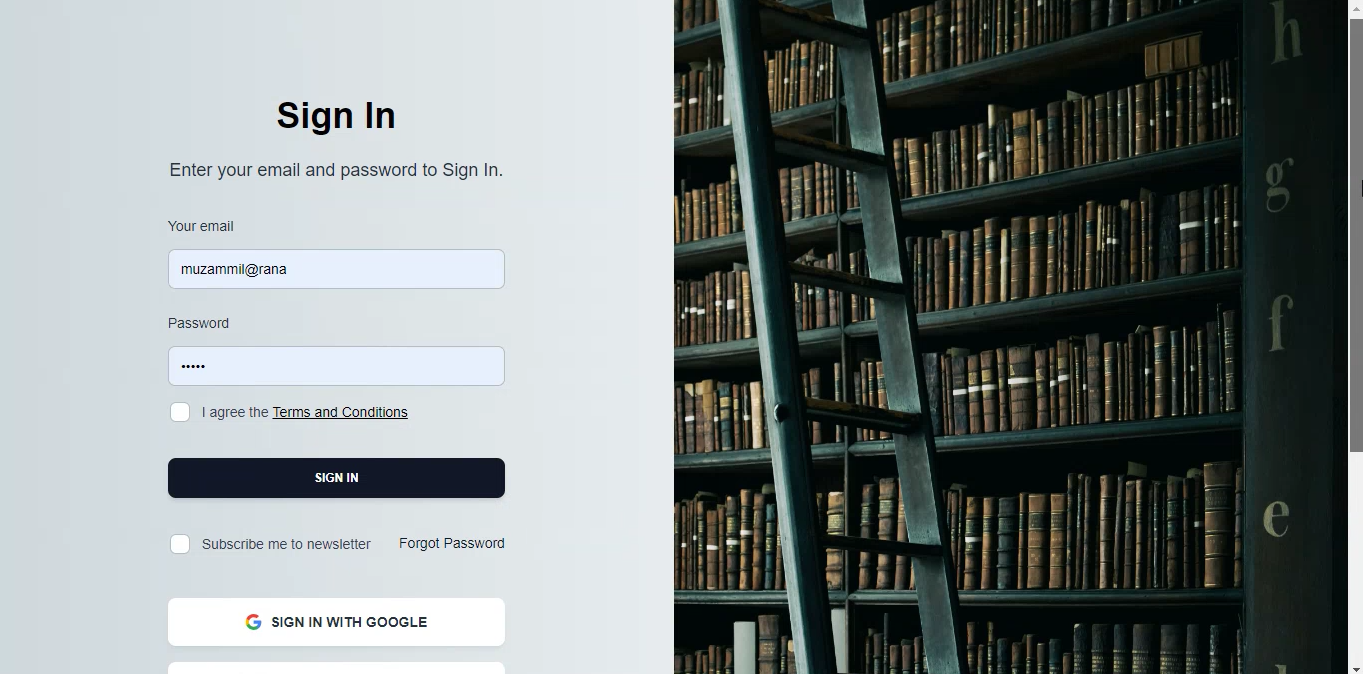 Sign In
Enter your email and password to Sign In.
Your email
muzammil@rana
Password
•••••
I agree the Terms and Conditions
SIGN IN
Subscribe me to newsletter
Forgot Password
SIGN IN WITH GOOGLE
h
g
f
e